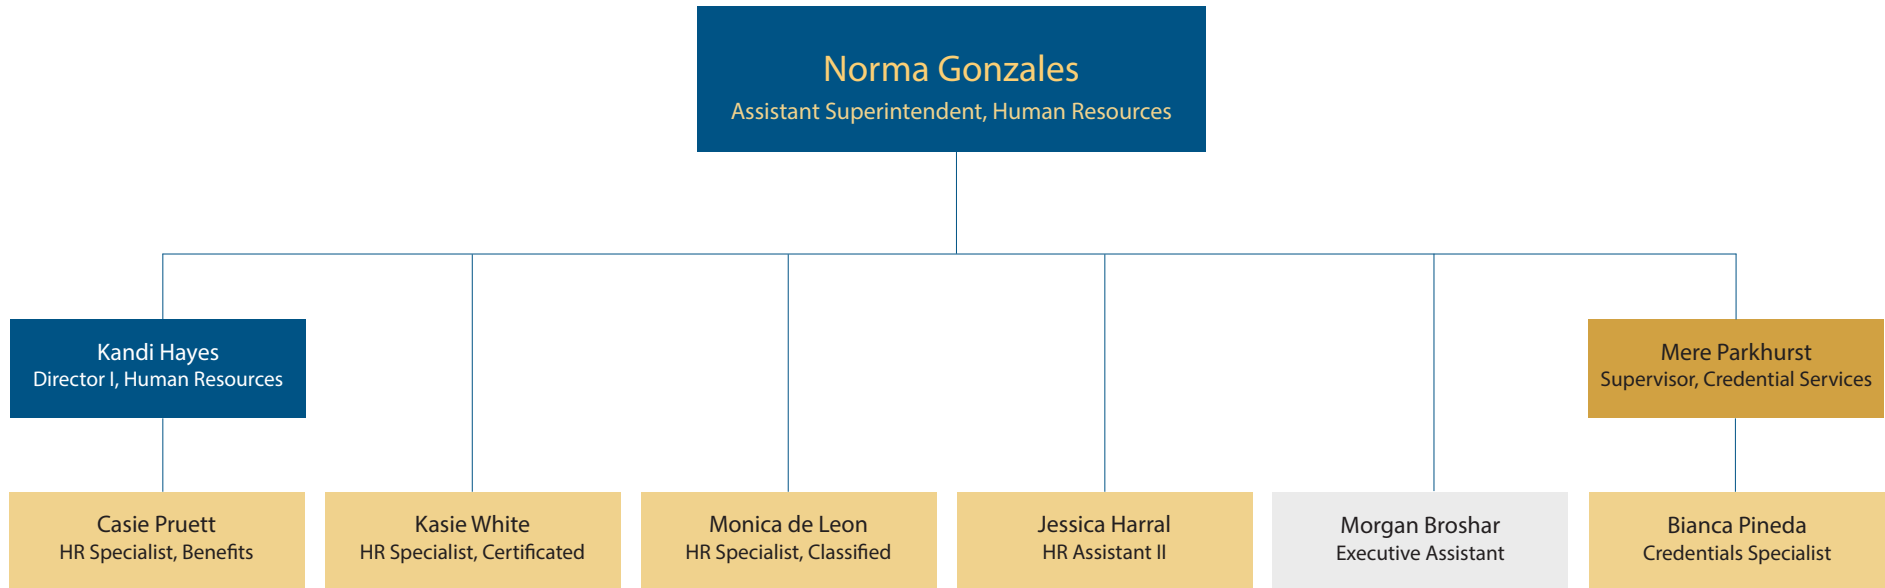 Norma Gonzales
Assistant Superintendent, Human Resources
Kandi Hayes
Director I, Human Resources
Mere Parkhurst
Supervisor, Credential Services
Casie Pruett
HR Specialist, Benefits
Kasie White
HR Specialist, Certificated
Monica de Leon
HR Specialist, Classified
Jessica Harral
HR Assistant II
Morgan Broshar
Executive Assistant
Bianca Pineda
Credentials Specialist